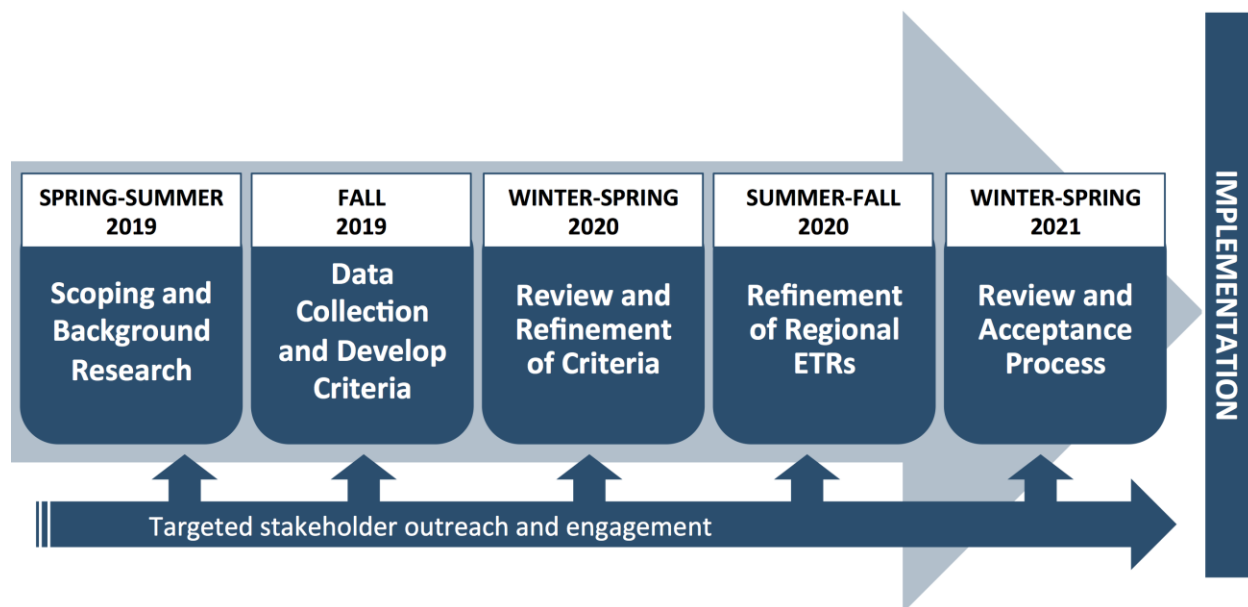 SPRING-SUMMER
2019
Scoping and
Background
Research
FALL
2019
Data
Collection
and Develop
Criteria
WINTER-SPRING
2020
Review and
Refinement
of Criteria
SUMMER-FALL
2020
Refinement
of Regional
ETRs
WINTER-SPRING
2021
Review and
Acceptance
Process
IMPLEMENTATION
Targeted stakeholder outreach and engagement